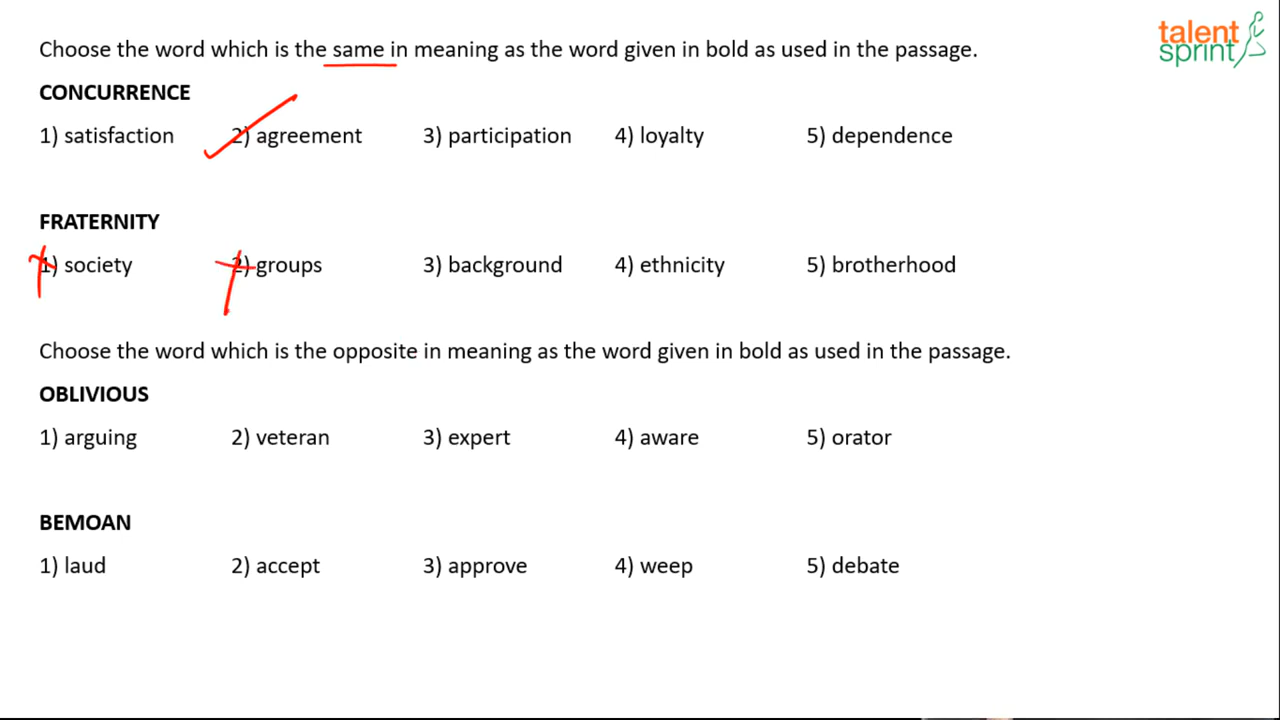 talent
sprint
Choose the word which is the same in meaning as the word given in bold as used in the passage.
CONCURRENCE
1) satisfaction 2) agreement 3) participation 4) loyalty 5) dependence
FRATERNITY
1) society 2) groups 3) background 4) ethnicity 5) brotherhood
Choose the word which is the opposite in meaning as the word given in bold as used in the passage.
OBLIVIOUS
1) arguing 2) veteran 3) expert 4) aware 5) orator
BEMOAN
1) laud 2) accept 3) approve 4) weep 5) debate